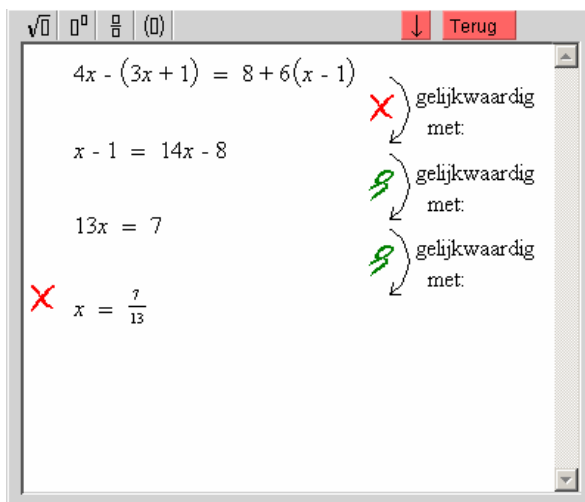 √▯ ▯▯ ▯/▯ (▯) ↓ Terug
4x - (3x + 1) = 8 + 6(x - 1)
gelijkwaardig
met:
x - 1 = 14x - 8
gelijkwaardig
met:
13x = 7
gelijkwaardig
met:
x = 7/13